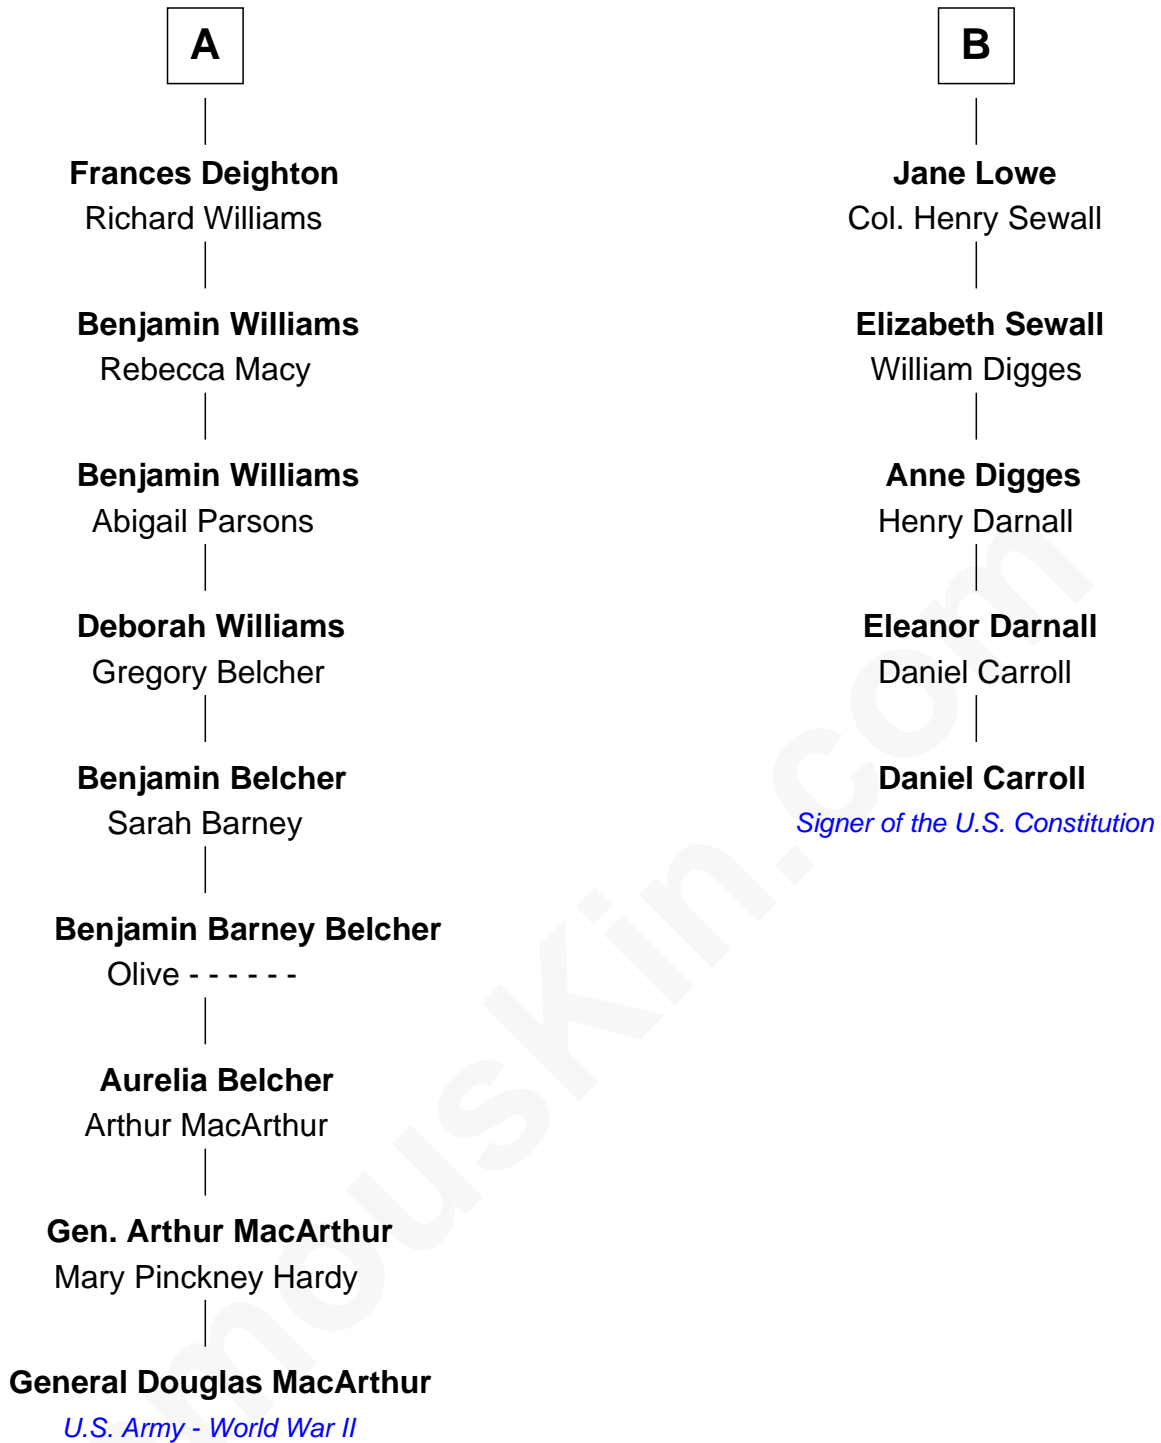 A
Frances Deighton
Richard Williams
Benjamin Williams
Rebecca Macy
Benjamin Williams
Abigail Parsons
Deborah Williams
Gregory Belcher
Benjamin Belcher
Sarah Barney
Benjamin Barney Belcher
Olive - - - - - -
Aurelia Belcher
Arthur MacArthur
Gen. Arthur MacArthur
Mary Pinckney Hardy
General Douglas MacArthur
U.S. Army - World War II
B
Jane Lowe
Col. Henry Sewall
Elizabeth Sewall
William Digges
Anne Digges
Henry Darnall
Eleanor Darnall
Daniel Carroll
Daniel Carroll
Signer of the U.S. Constitution
mousKin.com